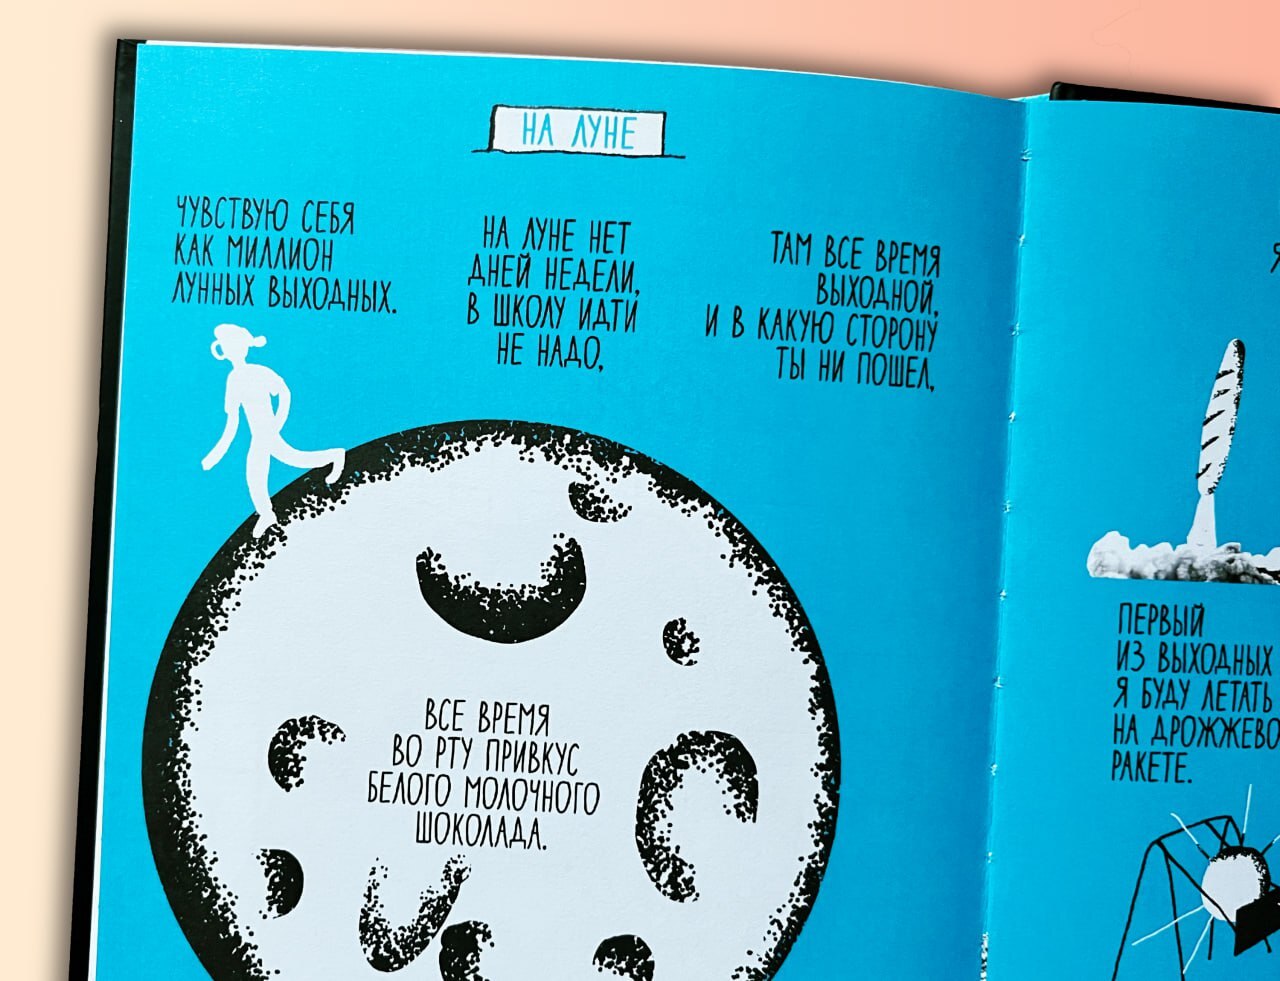 НА ЛУНЕ
ЧУВСТВУЮ СЕБЯ
КАК МИЛЛИОН
ЛУННЫХ ВЫХОДНЫХ.
НА ЛУНЕ НЕТ
ДНЕЙ НЕДЕЛИ,
В ШКОЛУ ИДТИ
НЕ НАДО,
ТАМ ВСЕ ВРЕМЯ
ВЫХОДНОЙ,
И В КАКУЮ СТОРОНУ
ТЫ НИ ПОШЕЛ,
ВСЕ ВРЕМЯ
ВО РТУ ПРИВКУС
БЕЛОГО МОЛОЧНОГО
ШОКОЛАДА.
ПЕРВЫЙ
ИЗ ВЫХОДНЫХ
Я БУДУ ЛЕТАТЬ
НА ДРОЖЖЕВО
РАКЕТЕ.